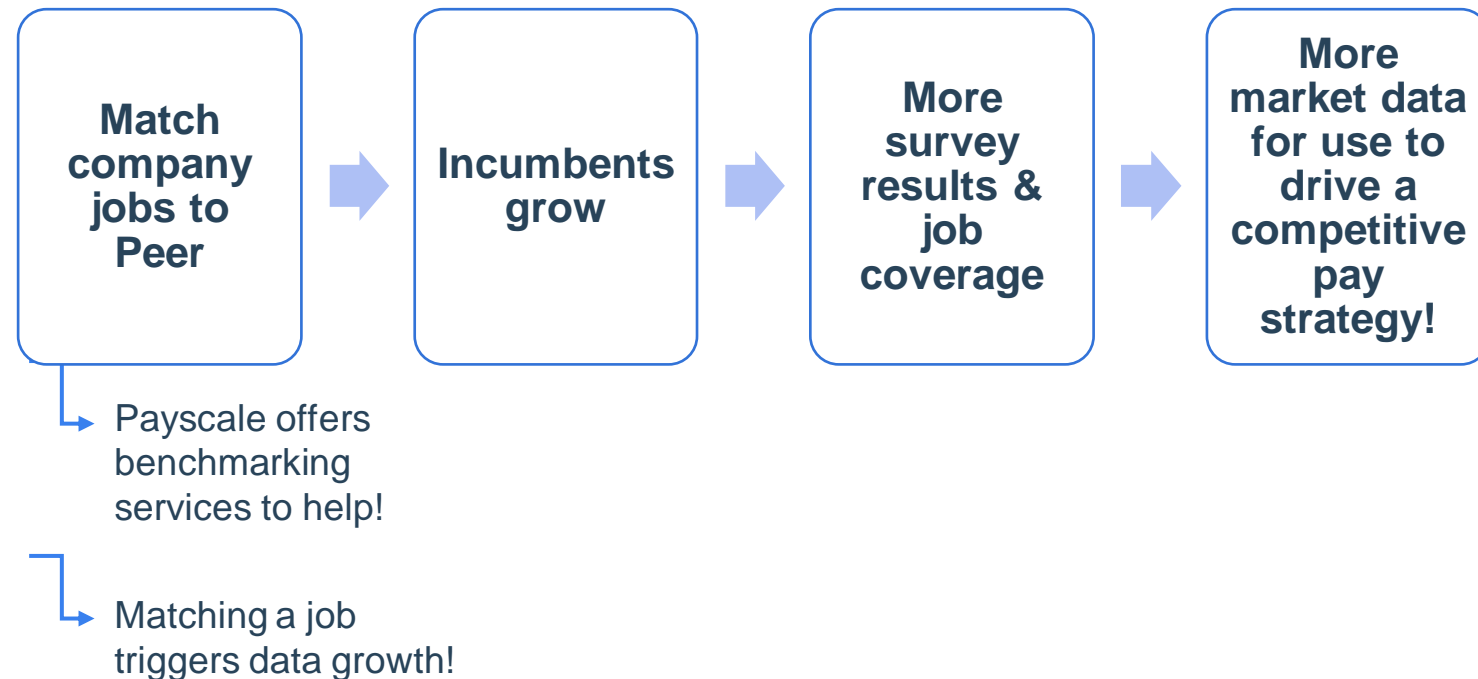 Match
company
jobs to
Peer
Incumbents
grow
More
survey
results &
job
coverage
More
market data
for use to
drive a
competitive
pay
strategy!
Payscale offers
benchmarking
services to help!
Matching a job
triggers data growth!